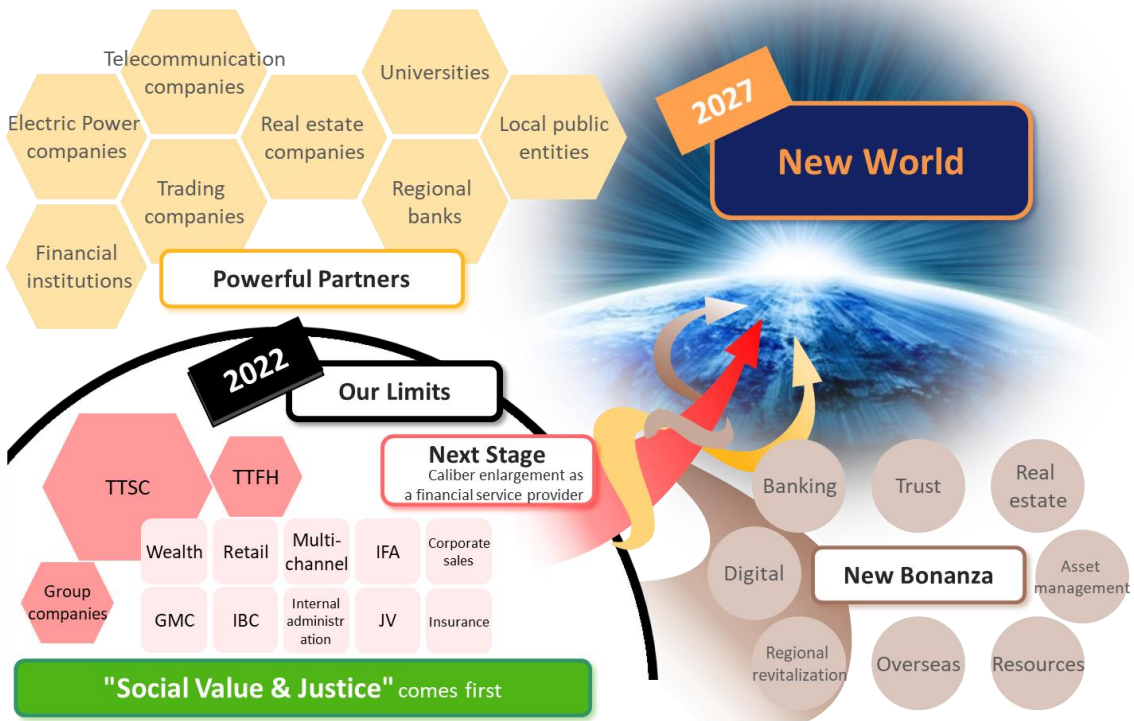 Telecommunication
companies
Universities
Electric Power
companies
Real estate
companies
Local public
entities
Trading
companies
Regional
banks
Financial
institutions
Powerful Partners
2027
New World
2022
Our Limits
Next Stage
Caliber enlargement as
a financial service provider
TTSC
TTFH
Group
companies
Wealth
Retail
Multi-
channel
IFA
Corporate
sales
GMC
IBC
Internal
administr
ation
JV
Insurance
"Social Value & Justice" comes first
Banking
Trust
Real
estate
Digital
New Bonanza
Asset
management
Regional
revitalization
Overseas
Resources